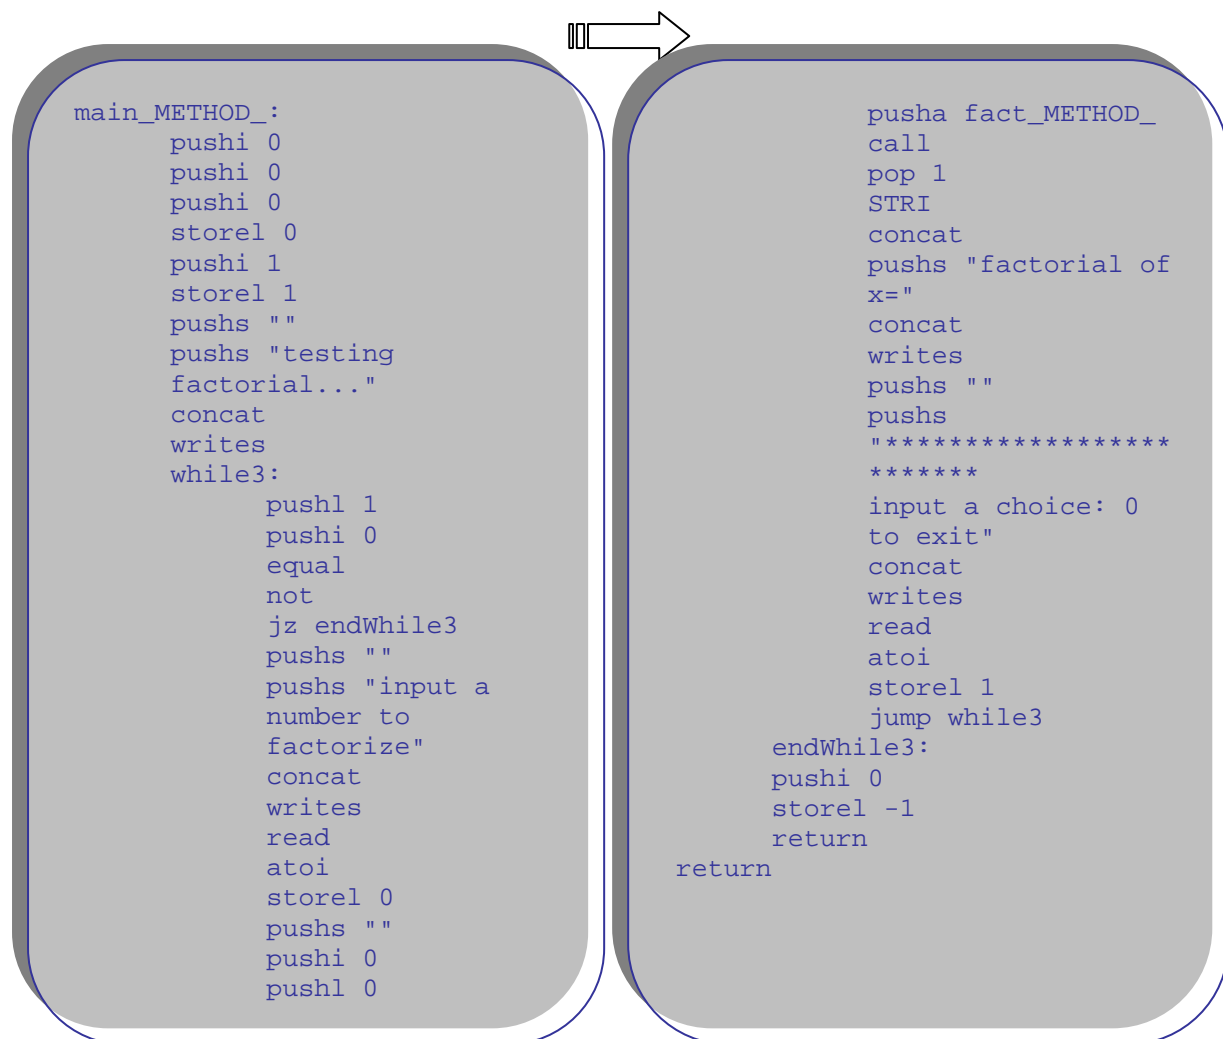 main_METHOD_:
pushi 0
pushi 0
pushi 0
storel 0
pushi 1
storel 1
pushs ""
pushs "testing
factorial..."
concat
writes
while3:
pushl 1
pushi 0
equal
not
jz endWhile3
pushs ""
pushs "input a
number to
factorize"
concat
writes
read
atoi
storel 0
pushs ""
pushi 0
pushl 0
pusha fact_METHOD_
call
pop 1
STRI
concat
pushs "factorial of
x="
concat
writes
pushs ""
pushs
"******************
*******
input a choice: 0
to exit"
concat
writes
read
atoi
storel 1
jump while3
endWhile3:
pushi 0
storel -1
return
return